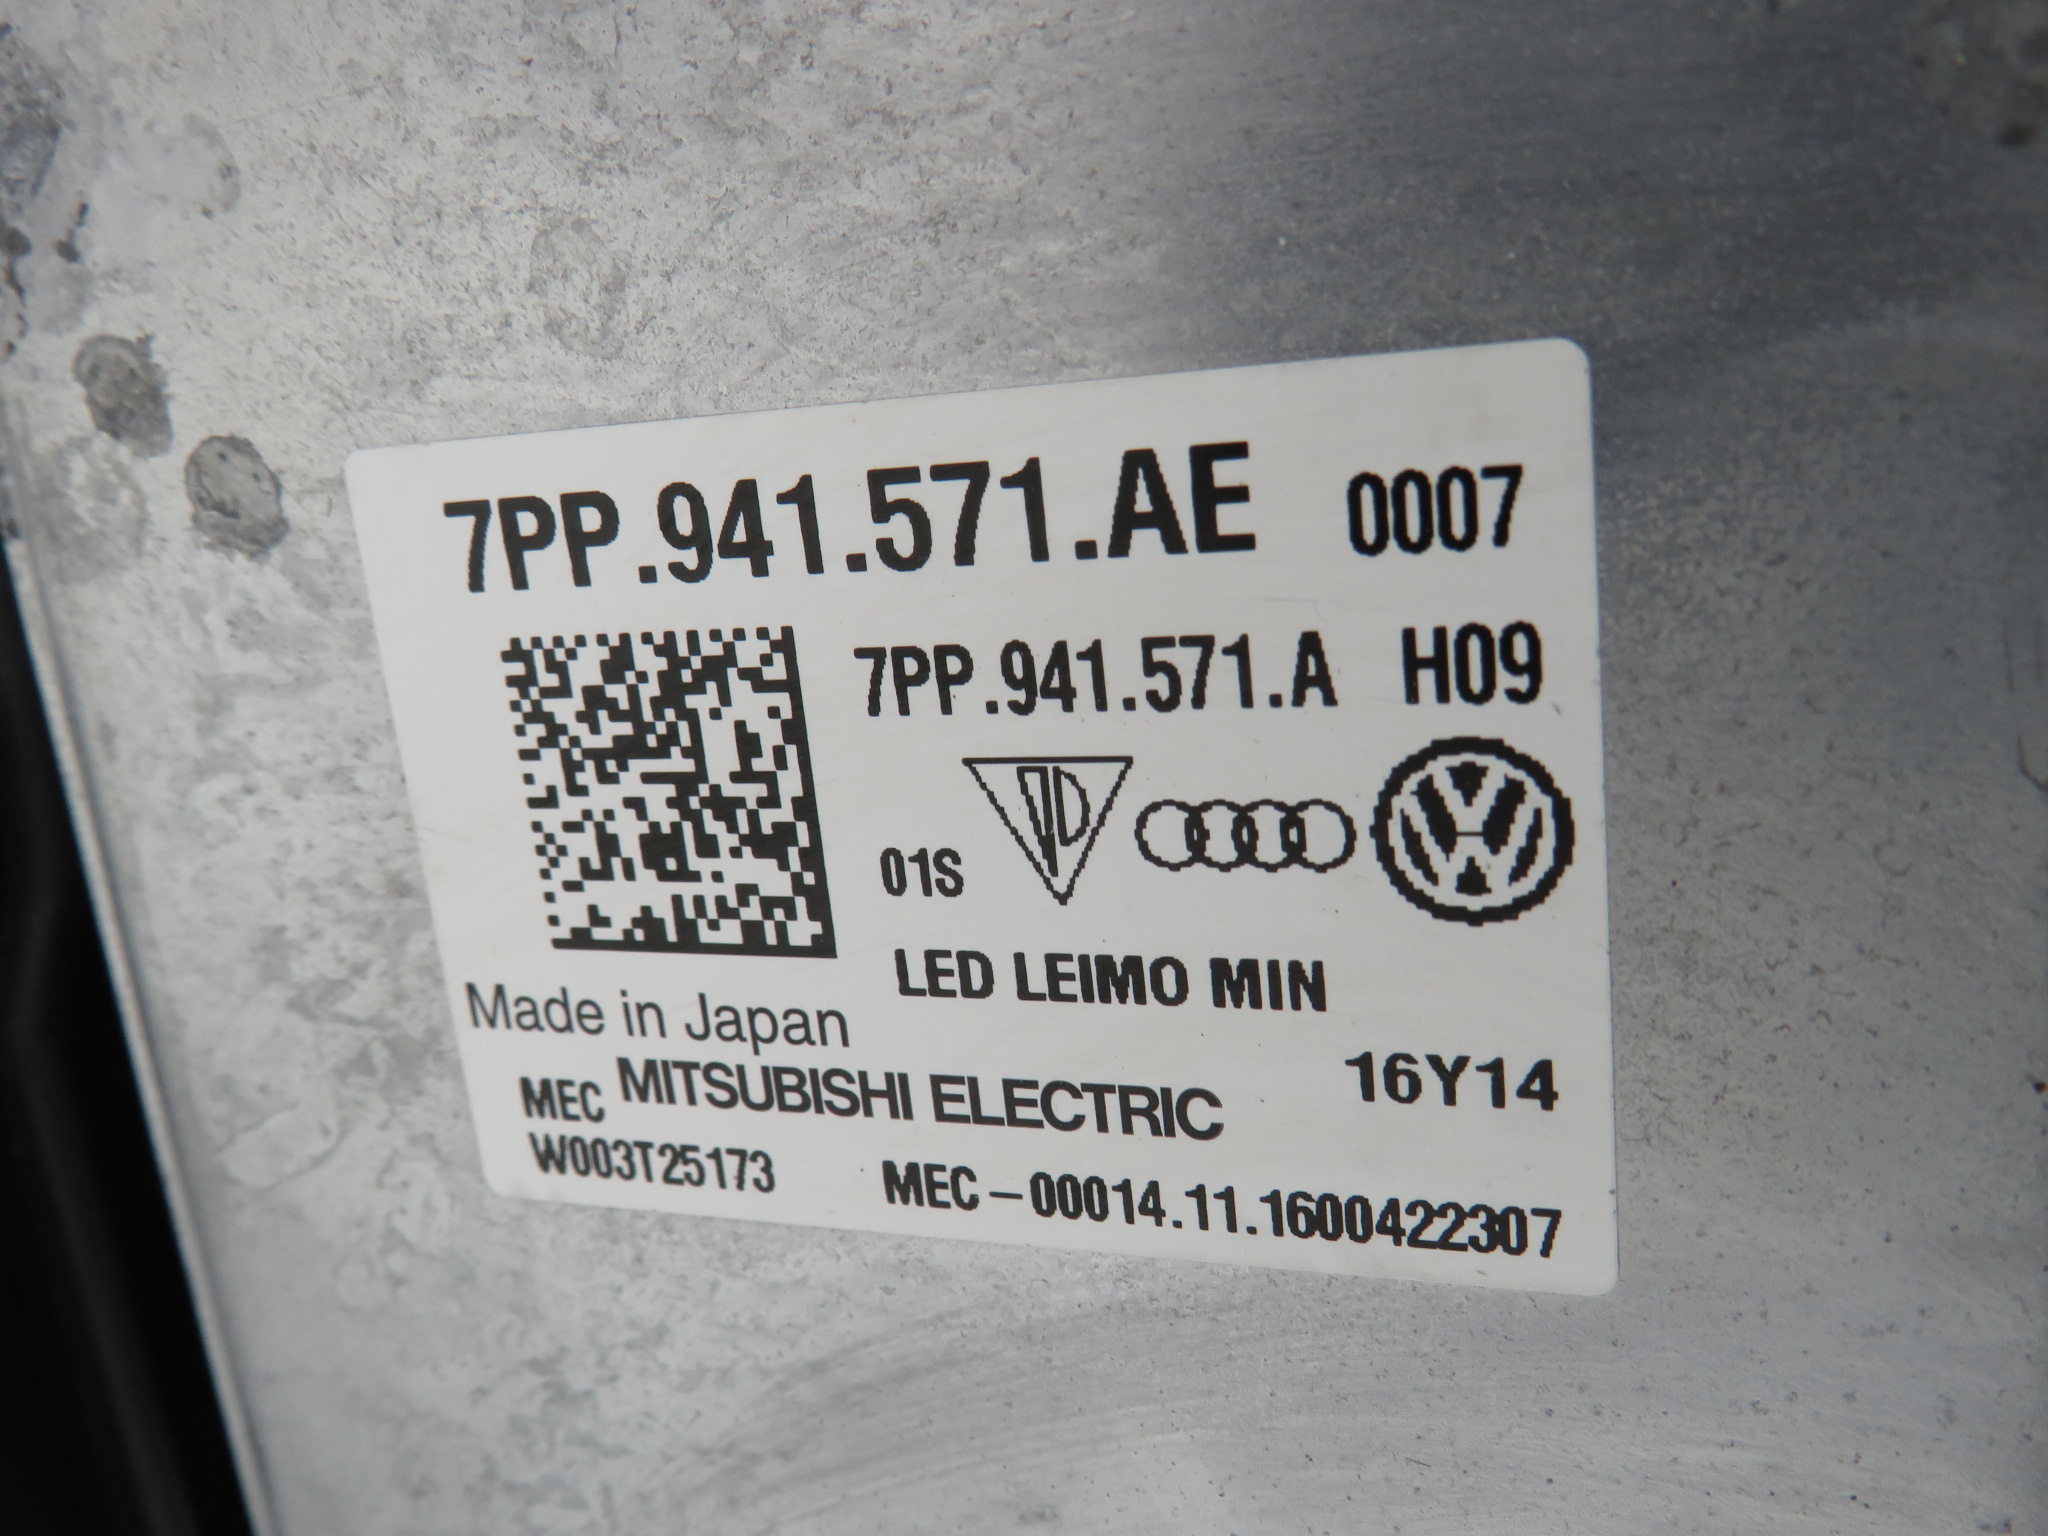 7PP.941.571.AE 0007
7PP.941.571.A H09
01S
LED LEIMO MIN
Made in Japan
MEC MITSUBISHI ELECTRIC 16Y14
W003T25173 MEC-00014.11.1600422307